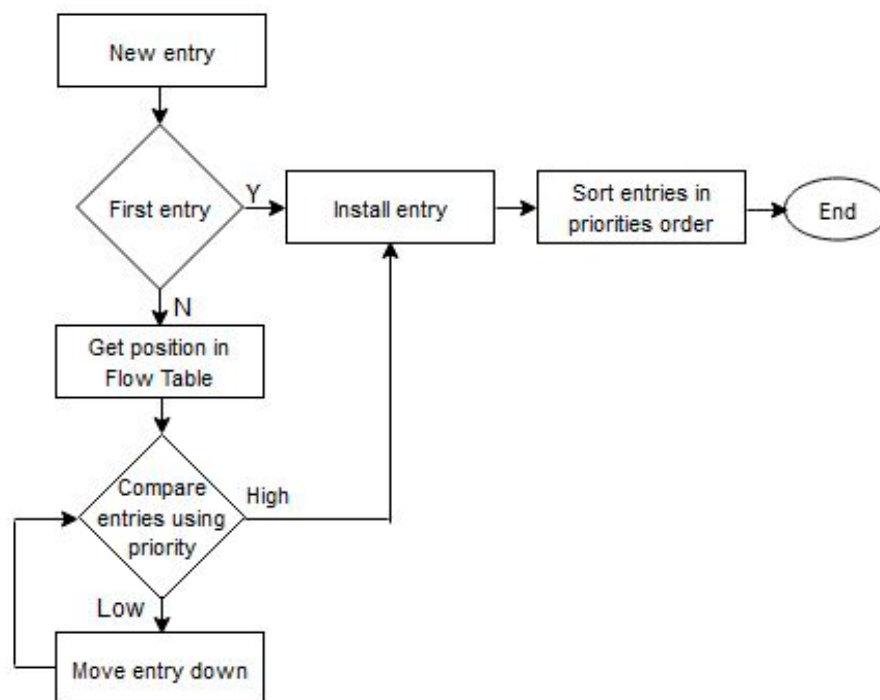 New entry
First entry
Y
Install entry
Sort entries in
priorities order
End
N
Get position in
Flow Table
Compare
entries using
priority
High
Low
Move entry down